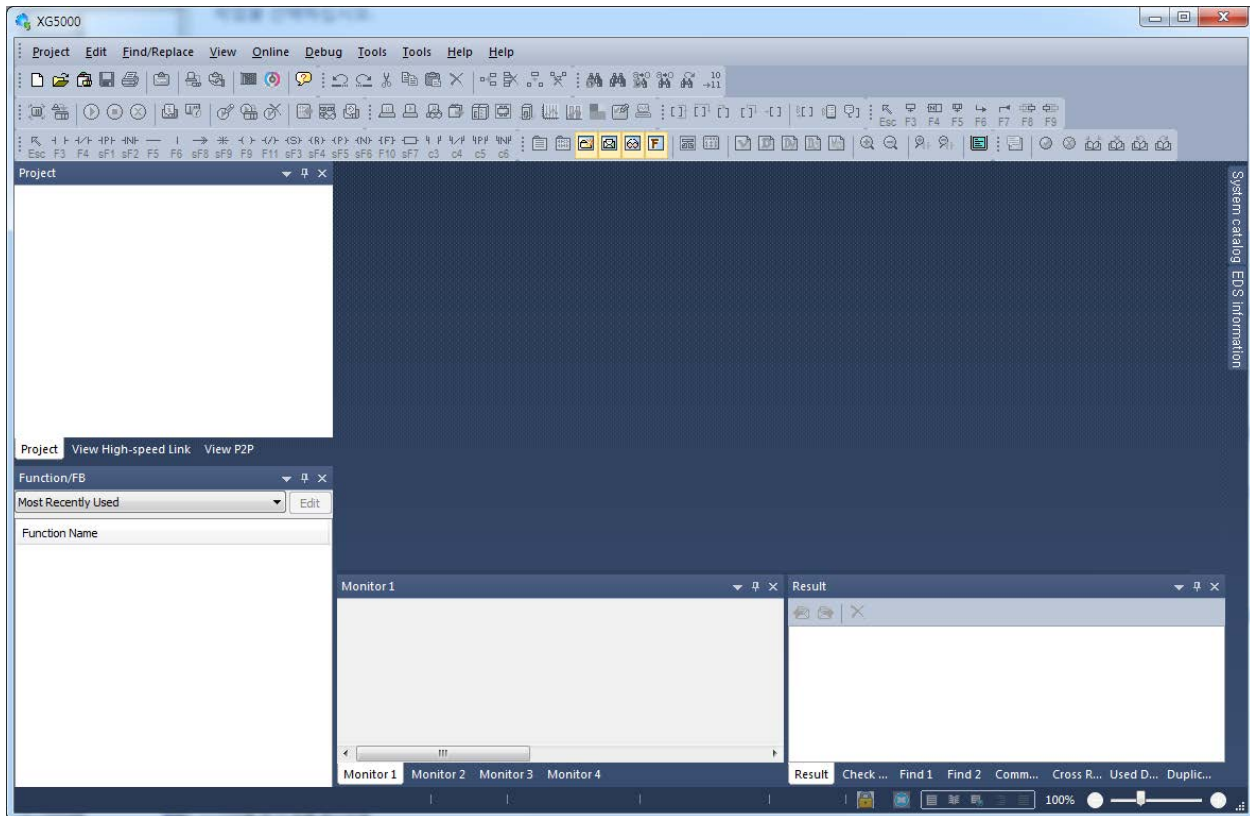 XG5000
Project Edit Find/Replace View Online Debug Tools Tools Help Help
Esc F3 F4 F5 F6 F7 F8 F9
Esc F3 F4 sF1 sF2 F5 F6 sF8 sF9 F9 F11 sF3 sF4 sF5 sF6 F10 sF7 c3 c4 c5 c6
Project
System catalog
EDS information
Project View High-speed Link View P2P
Function/FB
Most Recently Used Edit
Function Name
Monitor 1
Result
Monitor 1 Monitor 2 Monitor 3 Monitor 4
Result Check ... Find 1 Find 2 Comm... Cross R... Used D... Duplic...
100%